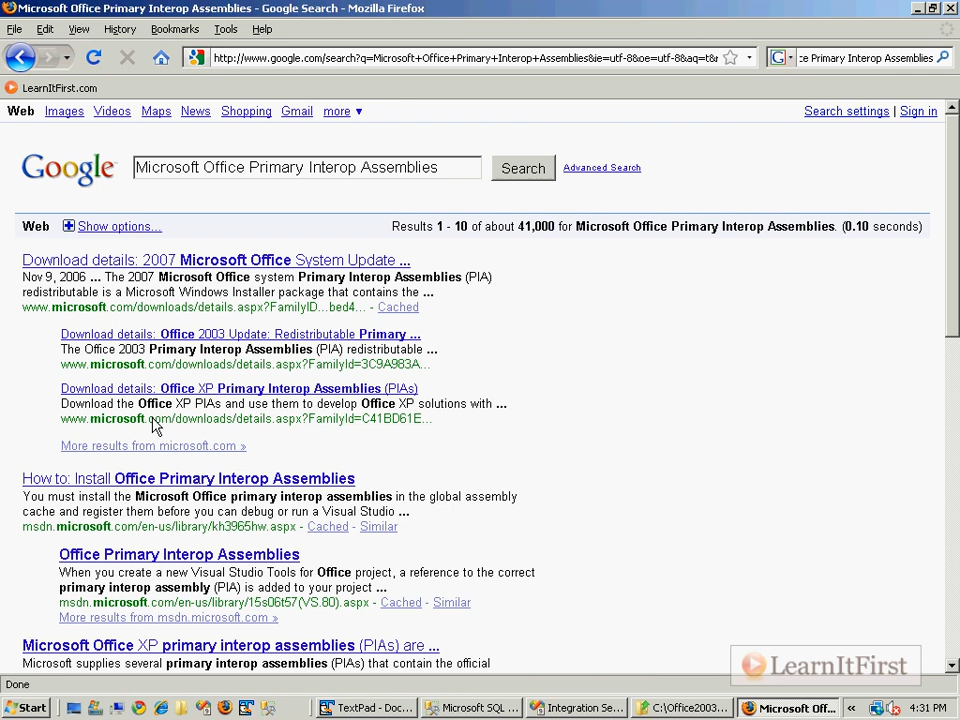 Microsoft Office Primary Interop Assemblies - Google Search - Mozilla Firefox
File Edit View History Bookmarks Tools Help
http://www.google.com/search?q=Microsoft+Office+Primary+Interop+Assemblies&ie=utf-8&oe=utf-8&aq=t&r
:e Primary Interop Assemblies
LearnItFirst.com
Web Images Videos Maps News Shopping Gmail more ▼ Search settings | Sign in
Google Microsoft Office Primary Interop Assemblies Search Advanced Search
Web Show options... Results 1 - 10 of about 41,000 for Microsoft Office Primary Interop Assemblies. (0.10 seconds)
Download details: 2007 Microsoft Office System Update ...
Nov 9, 2006 ... The 2007 Microsoft Office system Primary Interop Assemblies (PIA)
redistributable is a Microsoft Windows Installer package that contains the ...
www.microsoft.com/downloads/details.aspx?FamilyID...bed4... - Cached
Download details: Office 2003 Update: Redistributable Primary ...
The Office 2003 Primary Interop Assemblies (PIA) redistributable ...
www.microsoft.com/downloads/details.aspx?FamilyId=3C9A983A...
Download details: Office XP Primary Interop Assemblies (PIAs)
Download the Office XP PIAs and use them to develop Office XP solutions with ...
www.microsoft.com/downloads/details.aspx?FamilyId=C41BD61E...
More results from microsoft.com »
How to: Install Office Primary Interop Assemblies
You must install the Microsoft Office primary interop assemblies in the global assembly
cache and register them before you can debug or run a Visual Studio ...
msdn.microsoft.com/en-us/library/kh3965hw.aspx - Cached - Similar
Office Primary Interop Assemblies
When you create a new Visual Studio Tools for Office project, a reference to the correct
primary interop assembly (PIA) is added to your project ...
msdn.microsoft.com/en-us/library/15s06t57(VS.80).aspx - Cached - Similar
More results from msdn.microsoft.com »
Microsoft Office XP primary interop assemblies (PIAs) are ...
Microsoft supplies several primary interop assemblies (PIAs) that contain the official
LearnItFirst
Done
Start TextPad - Doc... Microsoft SQL ... Integration Se... C:\Office2003... Microsoft Off... « 4:31 PM